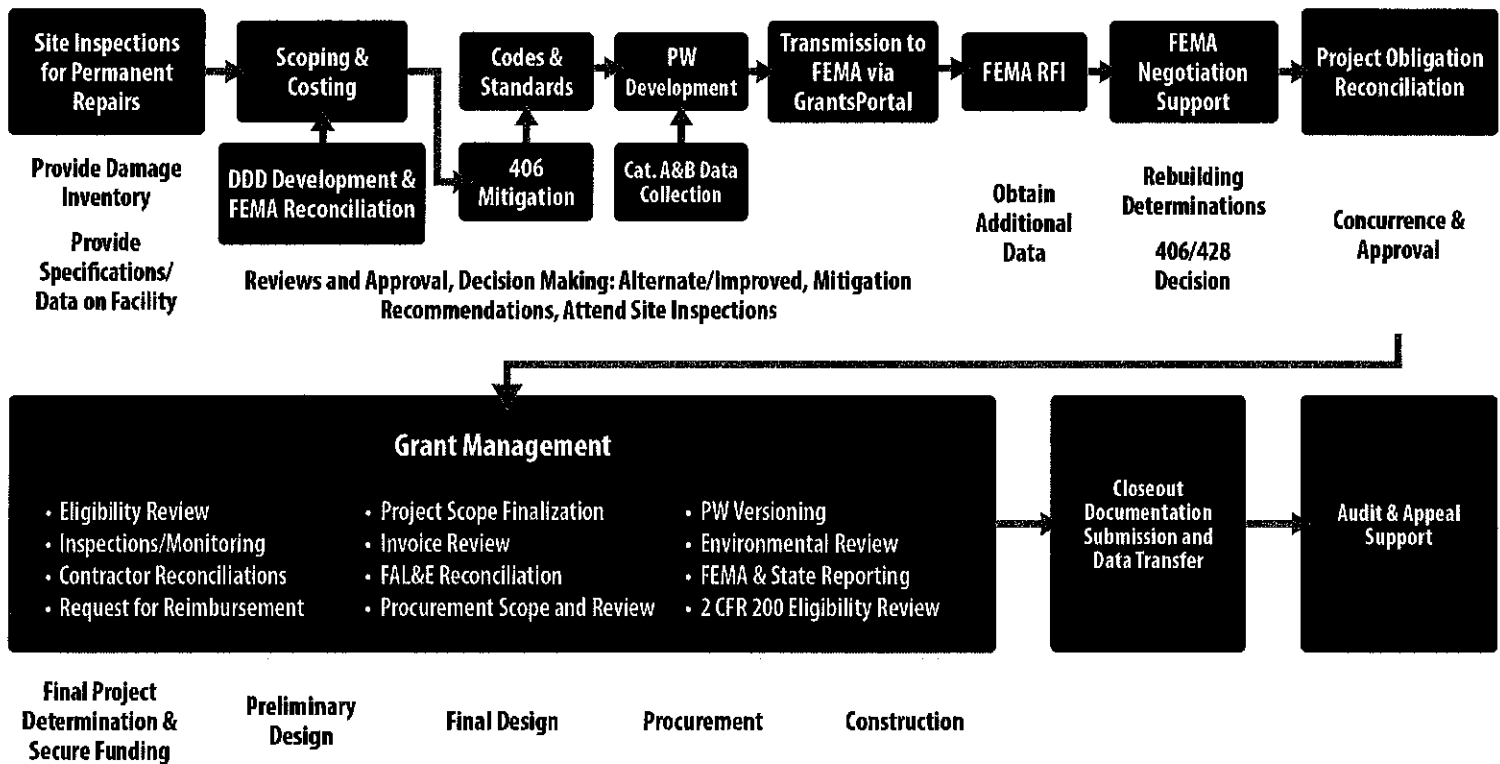 Site Inspections
for Permanent
Repairs
Scoping &
Costing
Codes &
Standards
PW
Development
Transmission to
FEMA via
GrantsPortal
FEMA RFI
FEMA
Negotiation
Support
Project Obligation
Reconciliation
DDD Development &
FEMA Reconciliation
406
Mitigation
Cat. A&B Data
Collection
Provide Damage
Inventory
Provide
Specifications/
Data on Facility
Reviews and Approval, Decision Making: Alternate/Improved, Mitigation
Recommendations, Attend Site Inspections
Obtain
Additional
Data
Rebuilding
Determinations
406/428
Decision
Concurrence &
Approval
Grant Management
• Eligibility Review
• Inspections/Monitoring
• Contractor Reconciliations
• Request for Reimbursement
• Project Scope Finalization
• Invoice Review
• FAL&E Reconciliation
• Procurement Scope and Review
• PW Versioning
• Environmental Review
• FEMA & State Reporting
• 2 CFR 200 Eligibility Review
Closeout
Documentation
Submission and
Data Transfer
Audit & Appeal
Support
Final Project
Determination &
Secure Funding
Preliminary
Design
Final Design
Procurement
Construction